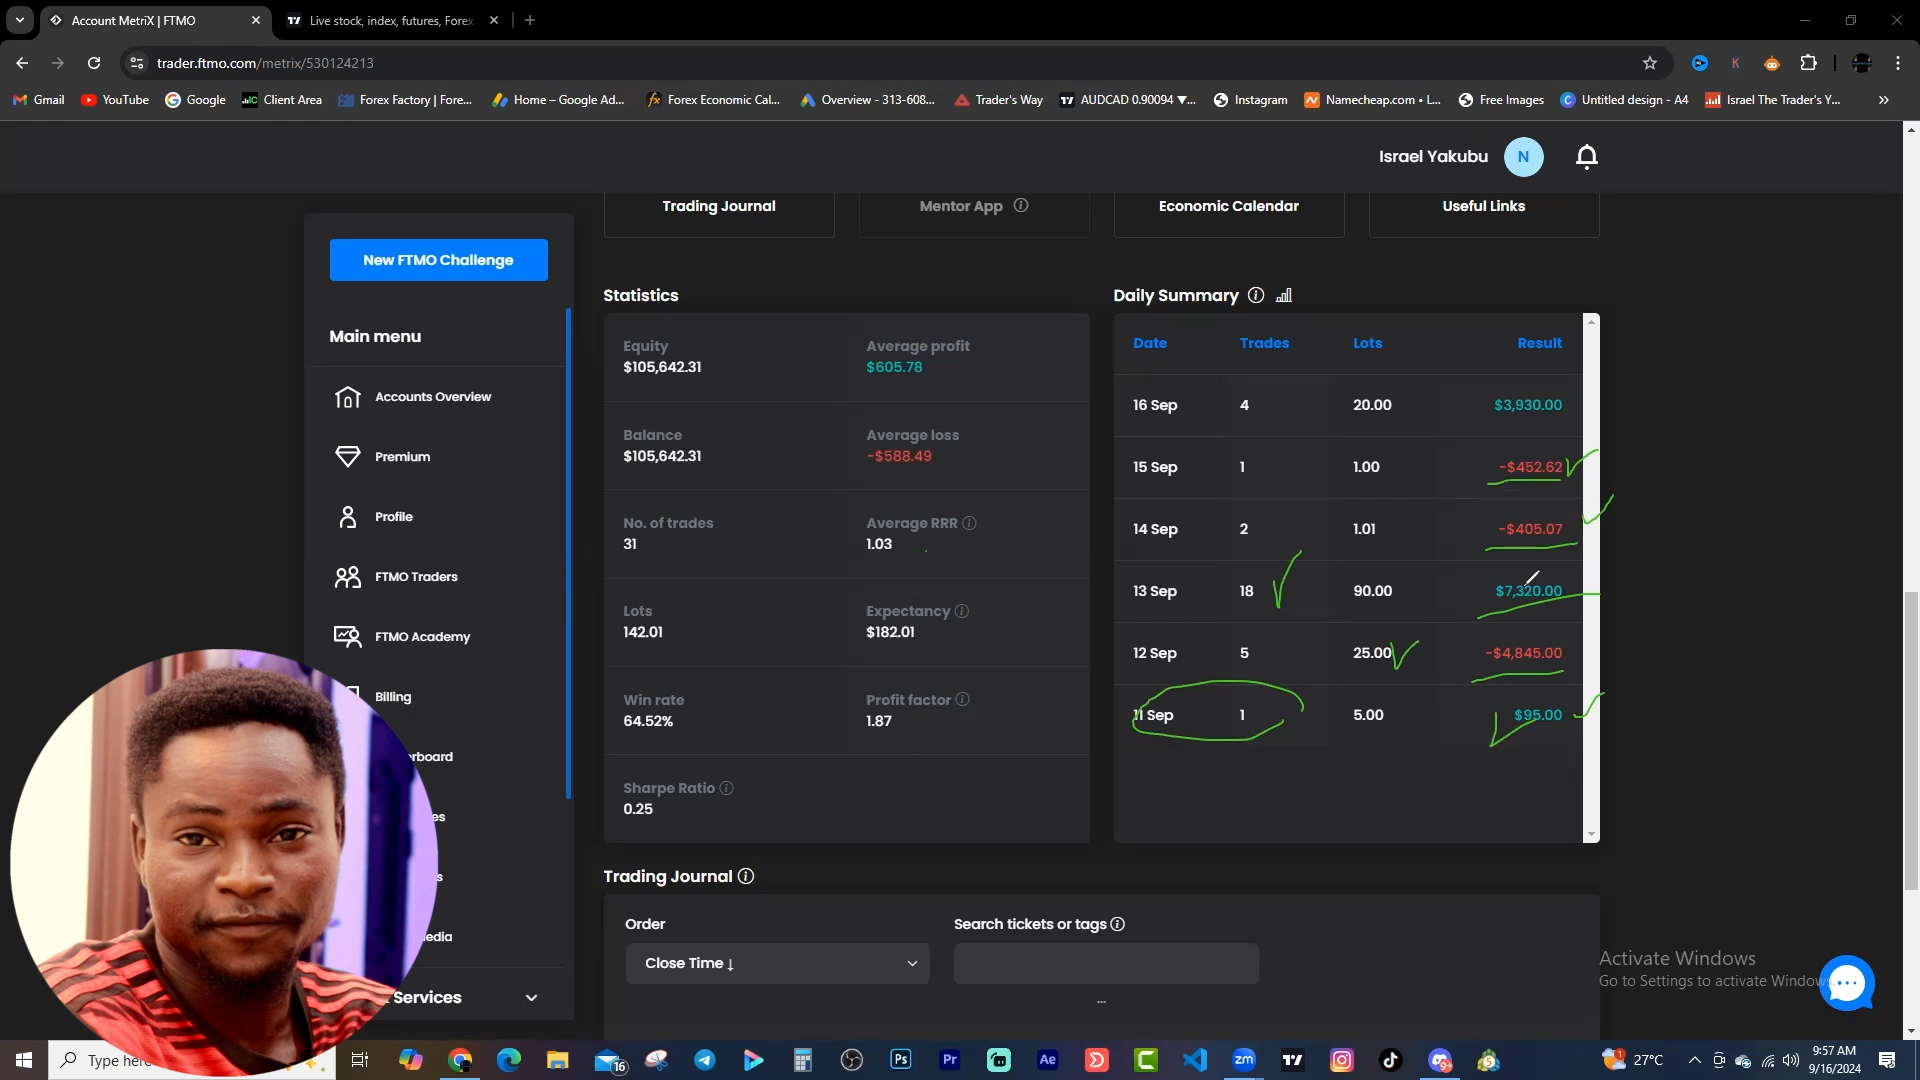 Account MetriX | FTMO
Live stock, index, futures, Forex
trader.ftmo.com/metrix/530124213
Gmail
YouTube
Google
Client Area
Forex Factory | Fore...
Home – Google Ad...
Forex Economic Cal...
Overview - 313-608...
Trader's Way
AUDCAD 0.90094 ▼...
Instagram
Namecheap.com • L...
Free Images
Untitled design - A4
Israel The Trader's Y...
Israel Yakubu
N
Trading Journal
Mentor App
Economic Calendar
Useful Links
New FTMO Challenge
Main menu
Accounts Overview
Premium
Profile
FTMO Traders
FTMO Academy
Billing
Services
Statistics
Equity
$105,642.31
Average profit
$605.78
Balance
$105,642.31
Average loss
-$588.49
No. of trades
31
Average RRR
1.03
Lots
142.01
Expectancy
$182.01
Win rate
64.52%
Profit factor
1.87
Sharpe Ratio
0.25
Daily Summary
Date Trades Lots Result
16 Sep 4 20.00 $3,930.00
15 Sep 1 1.00 -$452.62
14 Sep 2 1.01 -$405.07
13 Sep 18 90.00 $7,320.00
12 Sep 5 25.00 -$4,845.00
11 Sep 1 5.00 $95.00
Trading Journal
Order
Close Time ↓
Search tickets or tags
...
Activate Windows
Go to Settings to activate Windows
Type here
16
Ps
Pr
Ae
zm
9+
27°C
9:57 AM
9/16/2024